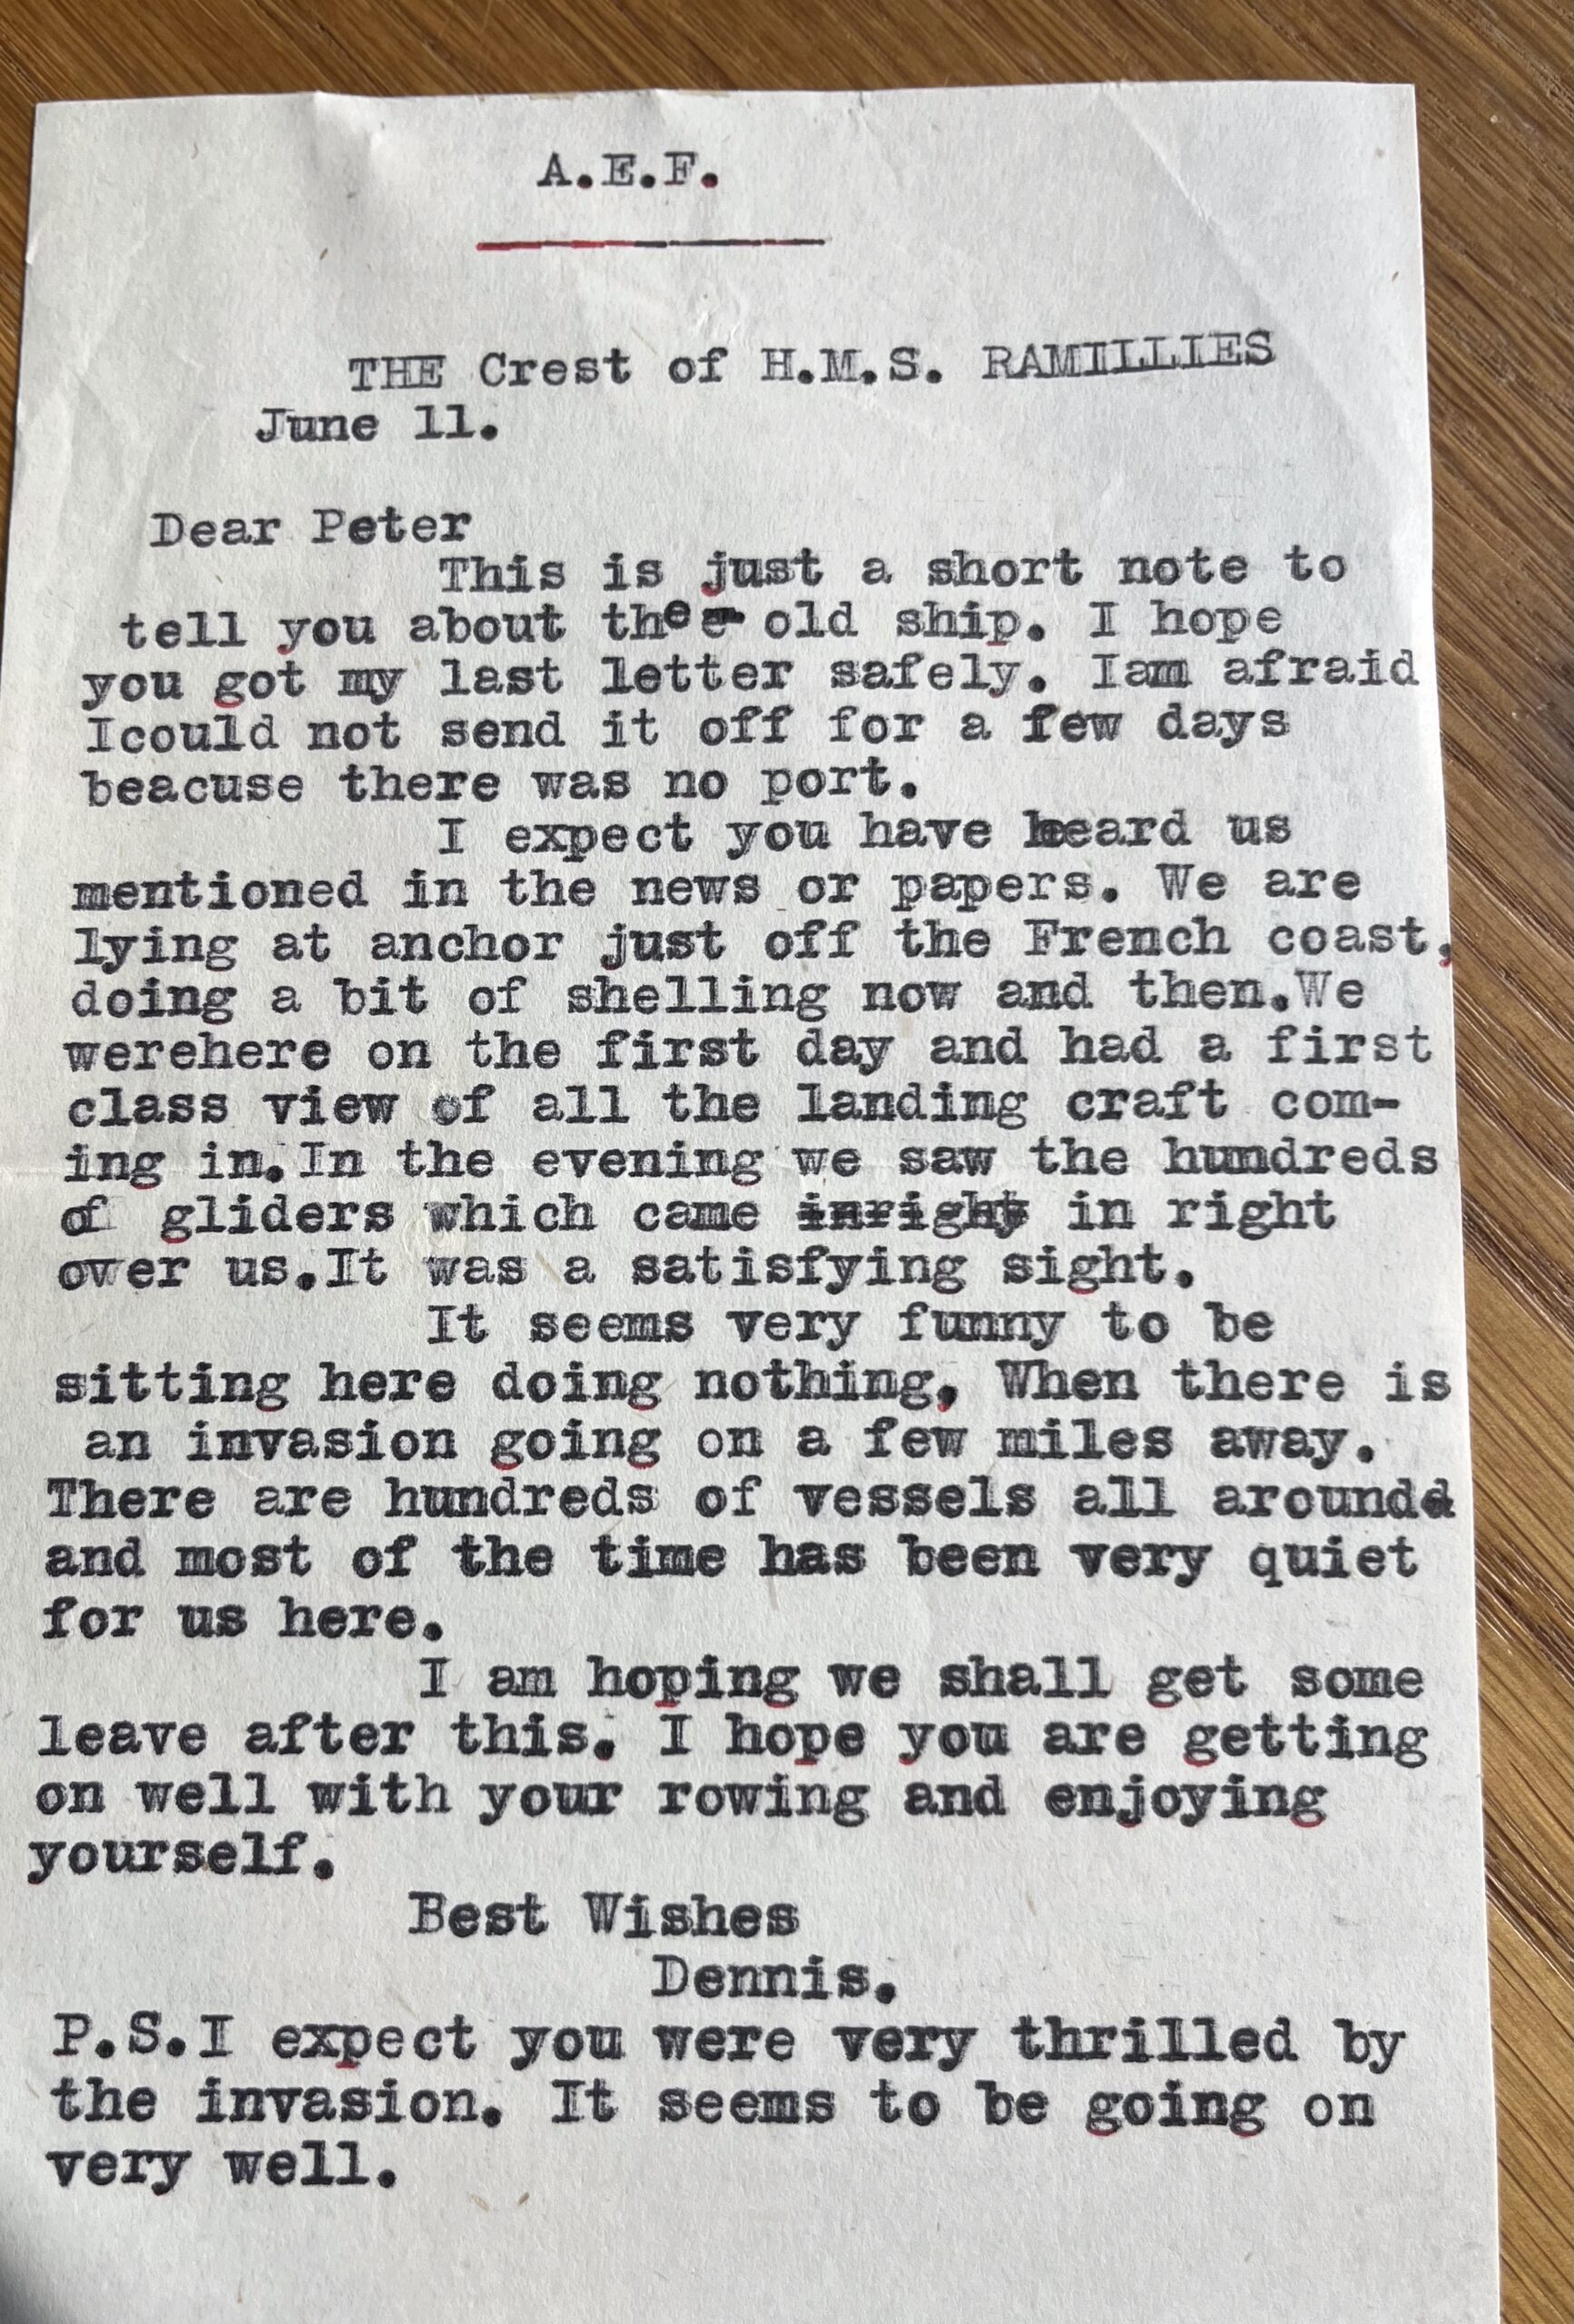 A.E.F.
THE Crest of H.M.S. RAMILLIES
June 11.
Dear Peter
This is just a short note to
tell you about the old ship. I hope
you got my last letter safely. Iam afraid
Icould not send it off for a few days
beacuse there was no port.
I expect you have heard us
mentioned in the news or papers. We are
lying at anchor just off the French coast,
doing a bit of shelling now and then.We
werehere on the first day and had a first
class view of all the landing craft com-
ing in.In the evening we saw the hundreds
of gliders which came inright in right
over us.It was a satisfying sight.
It seems very funny to be
sitting here doing nothing, When there is
an invasion going on a few miles away.
There are hundreds of vessels all around
and most of the time has been very quiet
for us here.
I am hoping we shall get some
leave after this. I hope you are getting
on well with your rowing and enjoying
yourself.
Best Wishes
Dennis.
P.S.I expect you were very thrilled by
the invasion. It seems to be going on
very well.